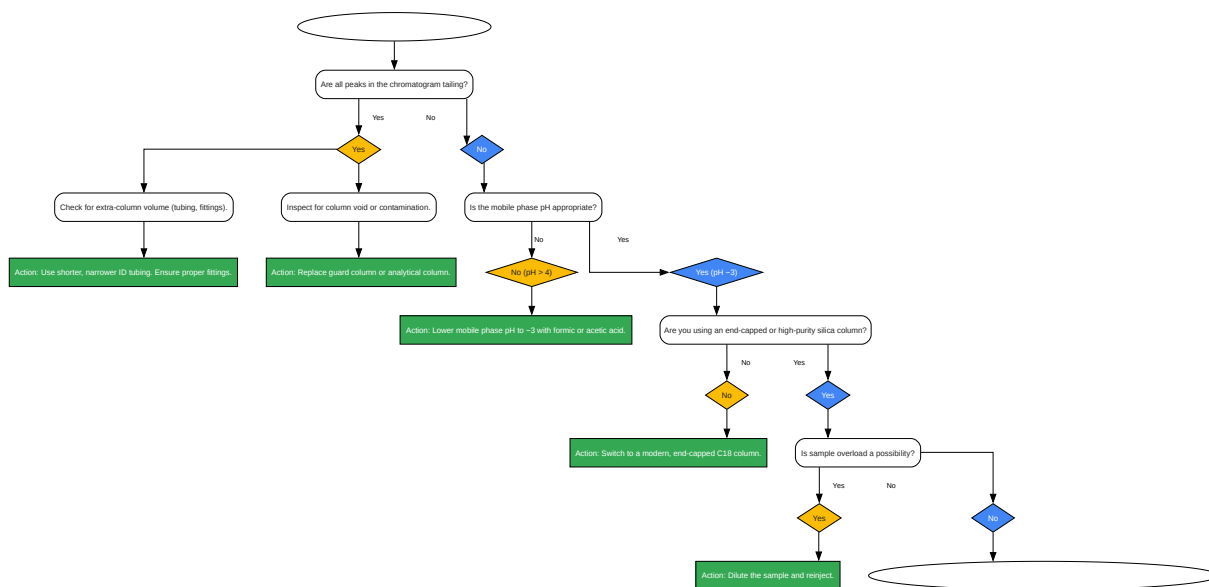 Are all peaks in the chromatogram tailing?
Yes
No
Yes
No
Check for extra-column volume (tubing, fittings).
Inspect for column void or contamination.
Is the mobile phase pH appropriate?
No
Yes
Action: Use shorter, narrower ID tubing. Ensure proper fittings.
Action: Replace guard column or analytical column.
No (pH > 4)
Yes (pH ~3)
Action: Lower mobile phase pH to ~3 with formic or acetic acid.
Are you using an end-capped or high-purity silica column?
No
Yes
No
Yes
Action: Switch to a modern, end-capped C18 column.
Is sample overload a possibility?
Yes
No
Yes
No
Action: Dilute the sample and reinject.